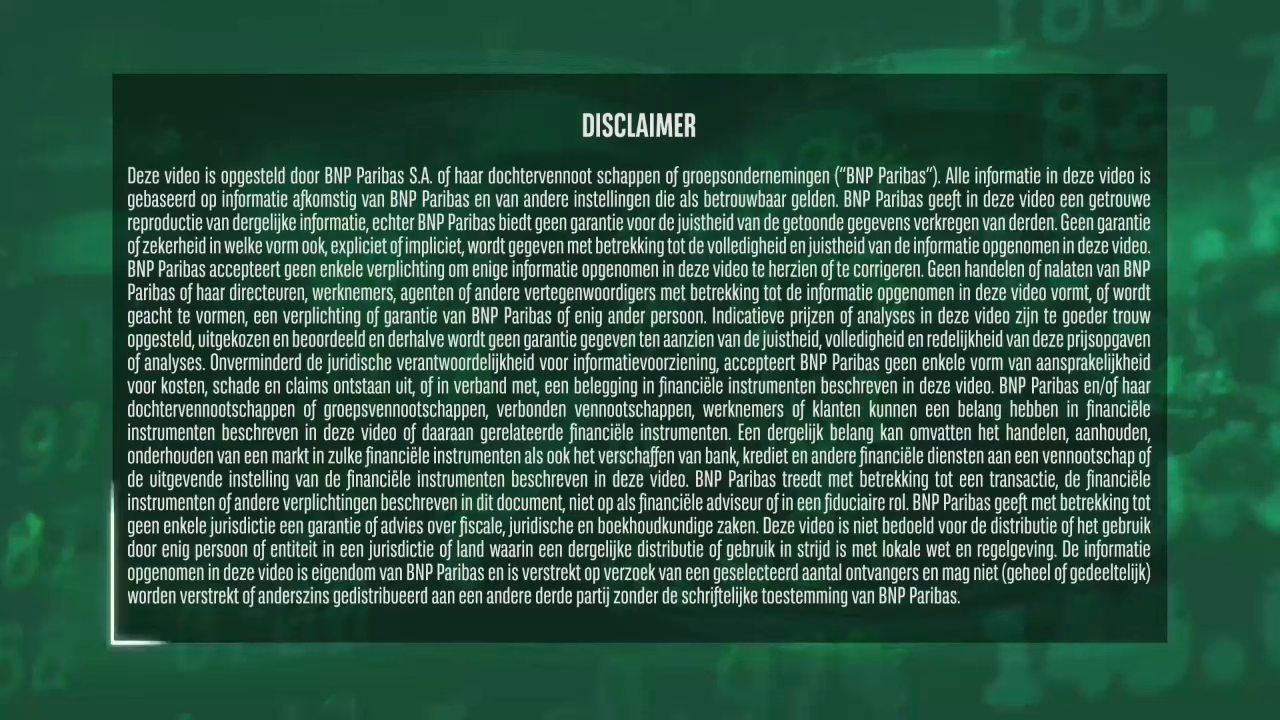 DISCLAIMER
Deze video is opgesteld door BNP Paribas S.A. of haar dochtervennoot schappen of groepsondernemingen (“BNP Paribas”). Alle informatie in deze video is
gebaseerd op informatie afkomstig van BNP Paribas en van andere instellingen die als betrouwbaar gelden. BNP Paribas geeft in deze video een getrouwe
reproductie van dergelijke informatie, echter BNP Paribas biedt geen garantie voor de juistheid van de getoonde gegevens verkregen van derden. Geen garantie
of zekerheid in welke vorm ook, expliciet of impliciet, wordt gegeven met betrekking tot de volledigheid en juistheid van de informatie opgenomen in deze video.
BNP Paribas accepteert geen enkele verplichting om enige informatie opgenomen in deze video te herzien of te corrigeren. Geen handelen of nalaten van BNP
Paribas of haar directeuren, werknemers, agenten of andere vertegenwoordigers met betrekking tot de informatie opgenomen in deze video vormt, of wordt
geacht te vormen, een verplichting of garantie van BNP Paribas of enig ander persoon. Indicatieve prijzen of analyses in deze video zijn te goeder trouw
opgesteld, uitgekozen en beoordeeld en derhalve wordt geen garantie gegeven ten aanzien van de juistheid, volledigheid en redelijkheid van deze prijsopgaven
of analyses. Onverminderd de juridische verantwoordelijkheid voor informatievoorziening, accepteert BNP Paribas geen enkele vorm van aansprakelijkheid
voor kosten, schade en claims ontstaan uit, of in verband met, een belegging in financiële instrumenten beschreven in deze video. BNP Paribas en/of haar
dochtervennootschappen of groepsvennootschappen, verbonden vennootschappen, werknemers of klanten kunnen een belang hebben in financiële
instrumenten beschreven in deze video of daaraan gerelateerde financiële instrumenten. Een dergelijk belang kan omvatten het handelen, aanhouden,
onderhouden van een markt in zulke financiële instrumenten als ook het verschaffen van bank, krediet en andere financiële diensten aan een vennootschap of
de uitgevende instelling van de financiële instrumenten beschreven in deze video. BNP Paribas treedt met betrekking tot een transactie, de financiële
instrumenten of andere verplichtingen beschreven in dit document, niet op als financiële adviseur of in een fiduciaire rol. BNP Paribas geeft met betrekking tot
geen enkele jurisdictie een garantie of advies over fiscale, juridische en boekhoudkundige zaken. Deze video is niet bedoeld voor de distributie of het gebruik
door enig persoon of entiteit in een jurisdictie of land waarin een dergelijke distributie of gebruik in strijd is met lokale wet en regelgeving. De informatie
opgenomen in deze video is eigendom van BNP Paribas en is verstrekt op verzoek van een geselecteerd aantal ontvangers en mag niet (geheel of gedeeltelijk)
worden verstrekt of anderszins gedistribueerd aan een andere derde partij zonder de schriftelijke toestemming van BNP Paribas.